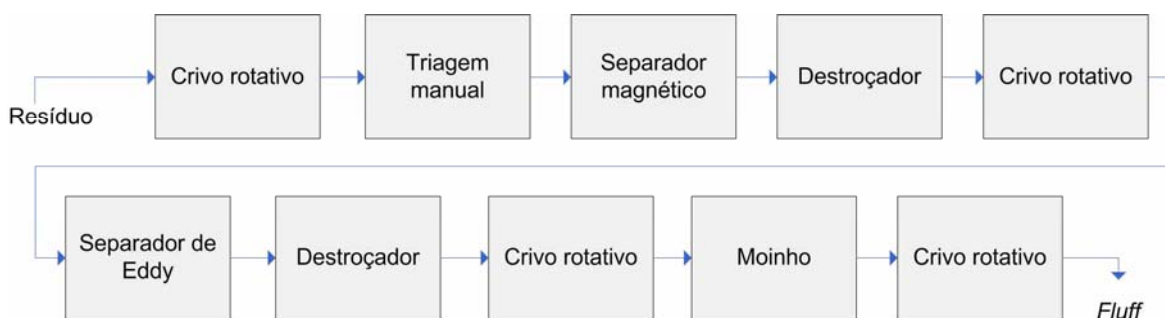 Resíduo
Crivo rotativo
Triagem
manual
Separador
magnético
Destroçador
Crivo rotativo
Separador de
Eddy
Destroçador
Crivo rotativo
Moinho
Crivo rotativo
Fluff